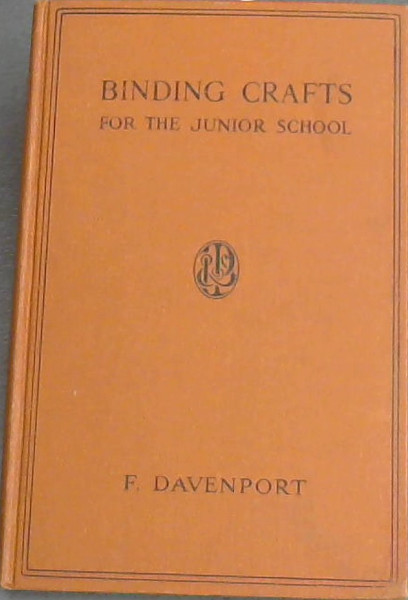 BINDING CRAFTS
FOR THE JUNIOR SCHOOL
F. DAVENPORT